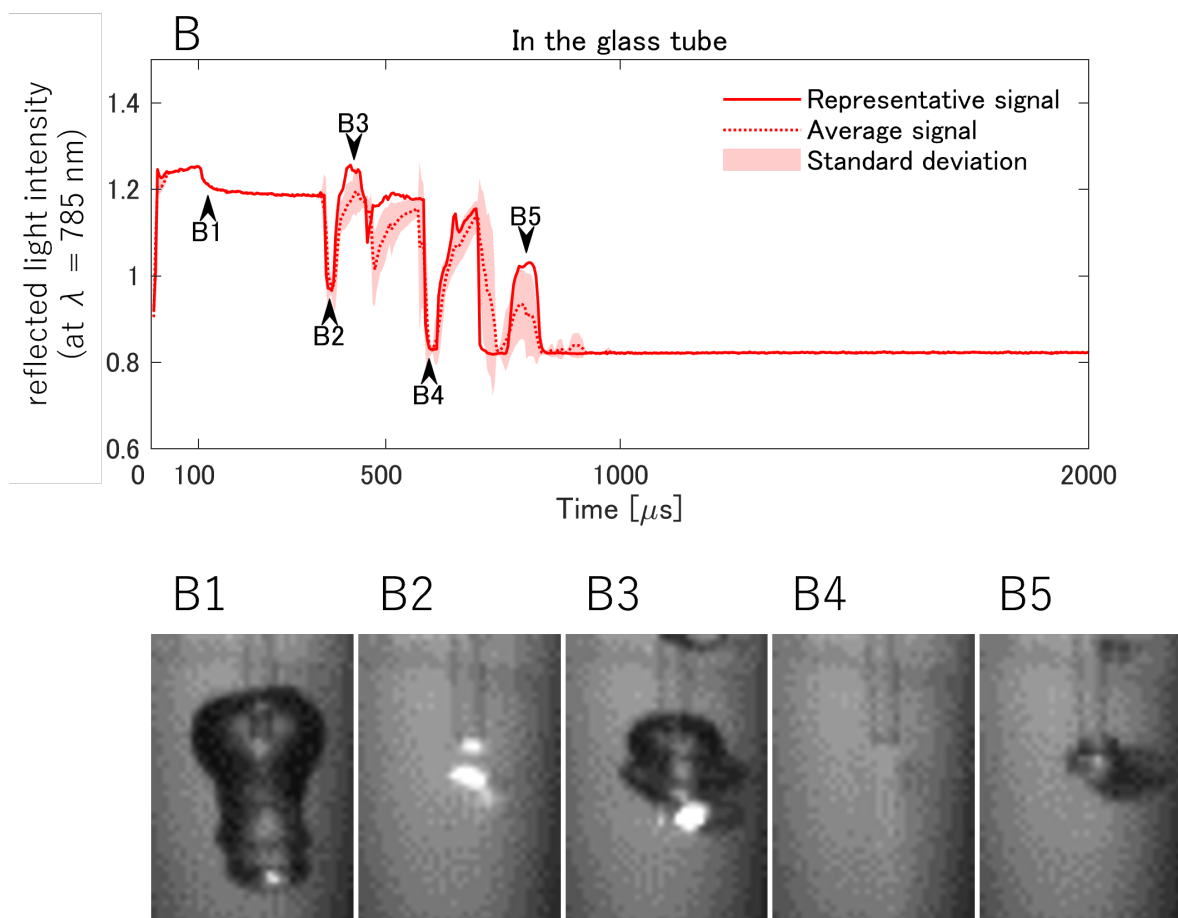 B
In the glass tube
reflected light intensity
(at λ = 785 nm)
1.4
1.2
1
0.8
0.6
Representative signal
Average signal
Standard deviation
B3
B1
B5
B2
B4
0
100
500
1000
2000
Time [μs]
B1
B2
B3
B4
B5